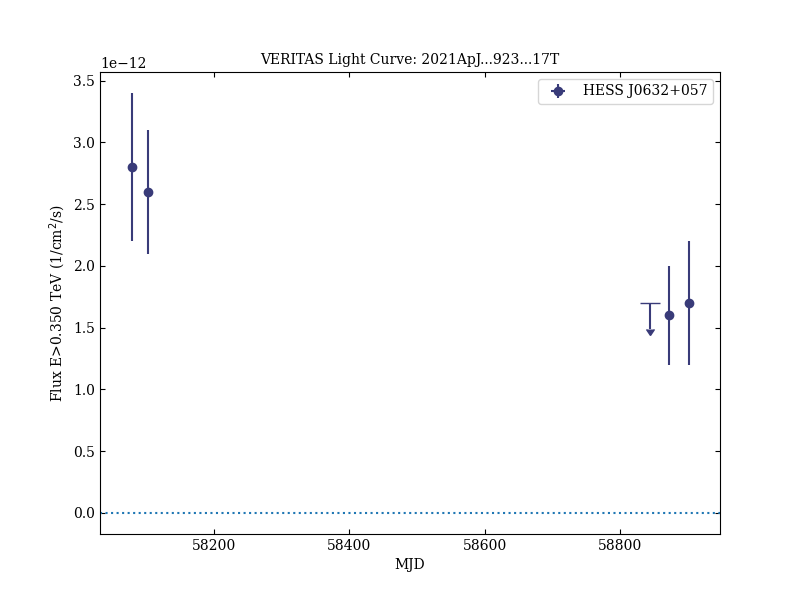 VERITAS Light Curve: 2021ApJ...923...17T
1e−12
HESS J0632+057
3.5
3.0
2.5
2.0
1.5
1.0
0.5
0.0
Flux E>0.350 TeV (1/cm²/s)
58200 58400 58600 58800
MJD